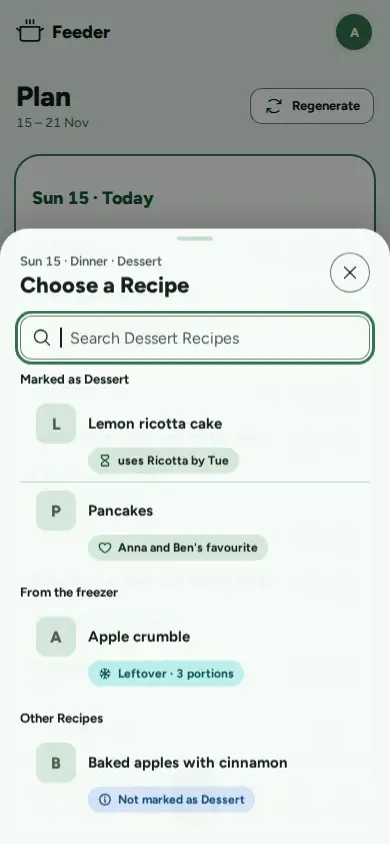 Feeder
A
Plan
15 – 21 Nov
Regenerate
Sun 15 · Today
Sun 15 · Dinner · Dessert
Choose a Recipe
Search Dessert Recipes
Marked as Dessert
L
Lemon ricotta cake
uses Ricotta by Tue
P
Pancakes
Anna and Ben's favourite
From the freezer
A
Apple crumble
Leftover · 3 portions
Other Recipes
B
Baked apples with cinnamon
Not marked as Dessert